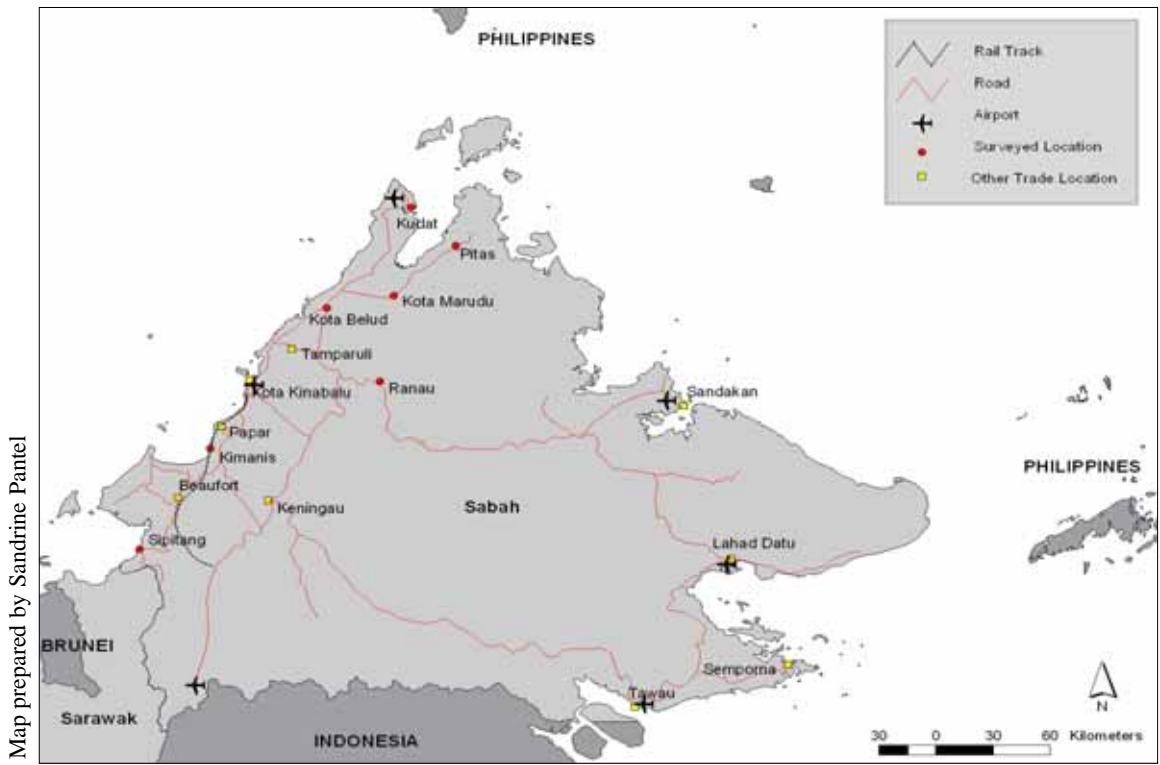 PHILIPPINES
Rail Track
Road
Airport
Surveyed Location
Other Trade Location
Kudat
Pitas
Kota Marudu
Kota Belud
Tamparuli
Kota Kinabalu
Ranau
Sandakan
Papar
Kimanis
PHILIPPINES
Beaufort
Keningau
Sabah
Sipitang
Lahad Datu
BRUNEI
Semporna
Tawau
Sarawak
INDONESIA
N
30 0 30 60 Kilometers
Map prepared by Sandrine Pantel